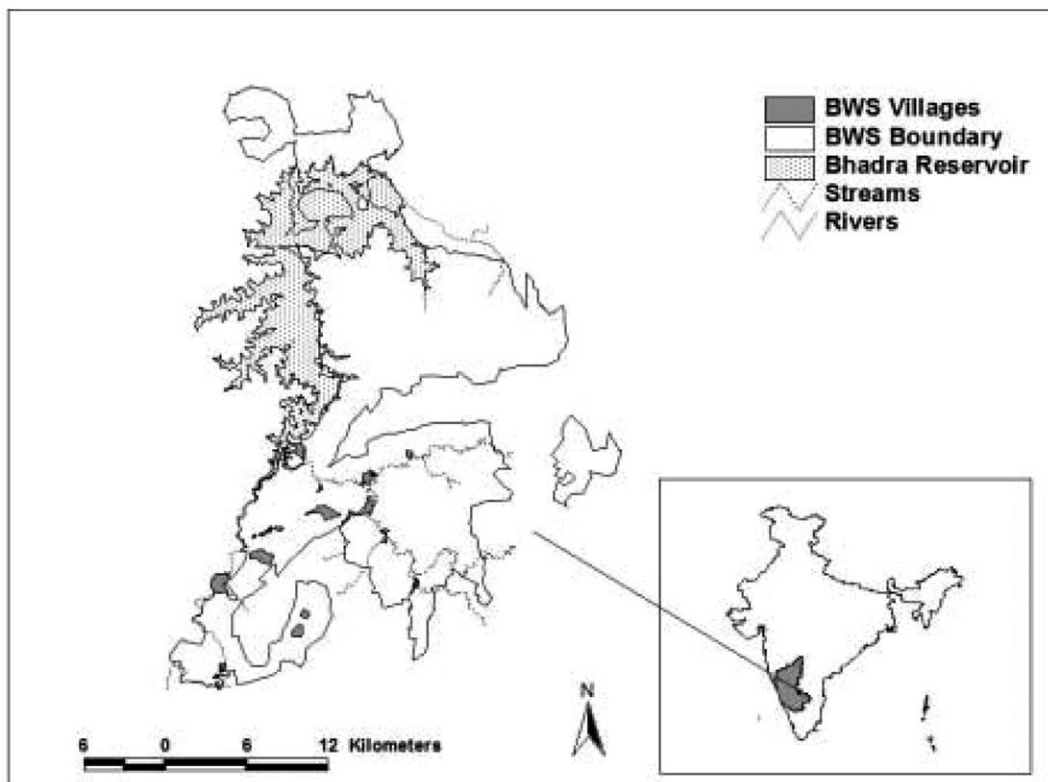 BWS Villages
BWS Boundary
Bhadra Reservoir
Streams
Rivers
N
6 0 6 12 Kilometers